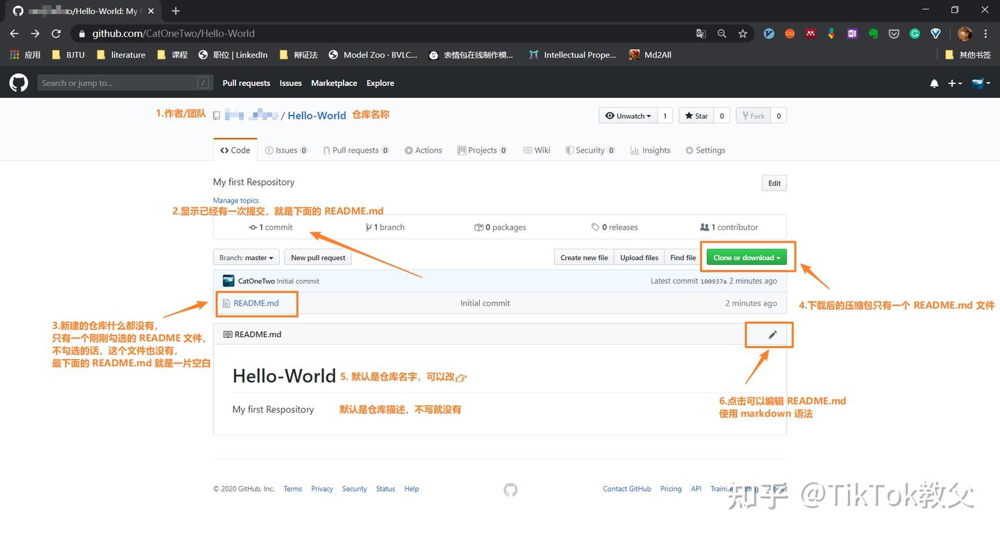 o/Hello-World: My f
github.com/CatOneTwo/Hello-World
应用 BJTU literature 课程 职位 | LinkedIn 辩证法 Model Zoo · BVLC... 表情包在线制作模... Intellectual Prope... Md2All 其他书签
Search or jump to... / Pull requests Issues Marketplace Explore
1.作者/团队 / Hello-World 仓库名称 Unwatch 1 Star 0 Fork 0
Code Issues 0 Pull requests 0 Actions Projects 0 Wiki Security 0 Insights Settings
My first Respository Edit
Manage topics
2.显示已经有一次提交，就是下面的 README.md
1 commit 1 branch 0 packages 0 releases 1 contributor
Branch: master New pull request Create new file Upload files Find file Clone or download
CatOneTwo Initial commit Latest commit 100937a 2 minutes ago
README.md Initial commit 2 minutes ago
4.下载后的压缩包只有一个 README.md 文件
3.新建的仓库什么都没有，
只有一个刚刚勾选的 README 文件，
不勾选的话，这个文件也没有，
最下面的 README.md 就是一片空白
README.md
Hello-World 5. 默认是仓库名字，可以改👉
My first Respository 默认是仓库描述，不写就没有
6.点击可以编辑 README.md
使用 markdown 语法
© 2020 GitHub, Inc. Terms Privacy Security Status Help Contact GitHub Pricing API Training Blog About
知乎 @TikTok教父